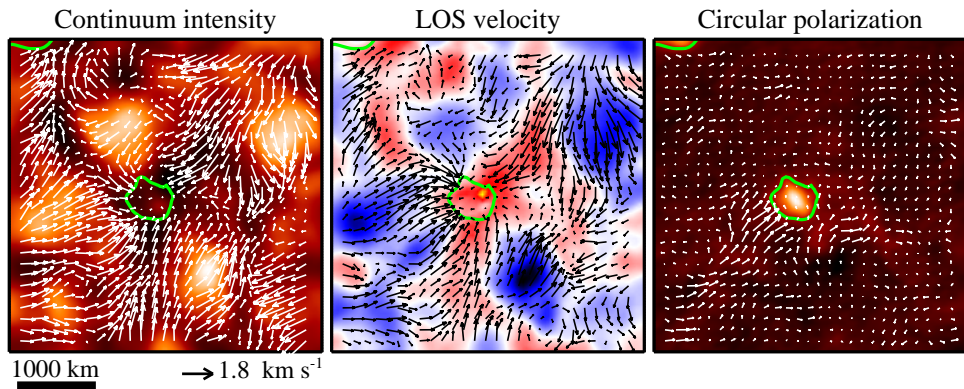 Continuum intensity
LOS velocity
Circular polarization
1000 km
1.8 km s⁻¹